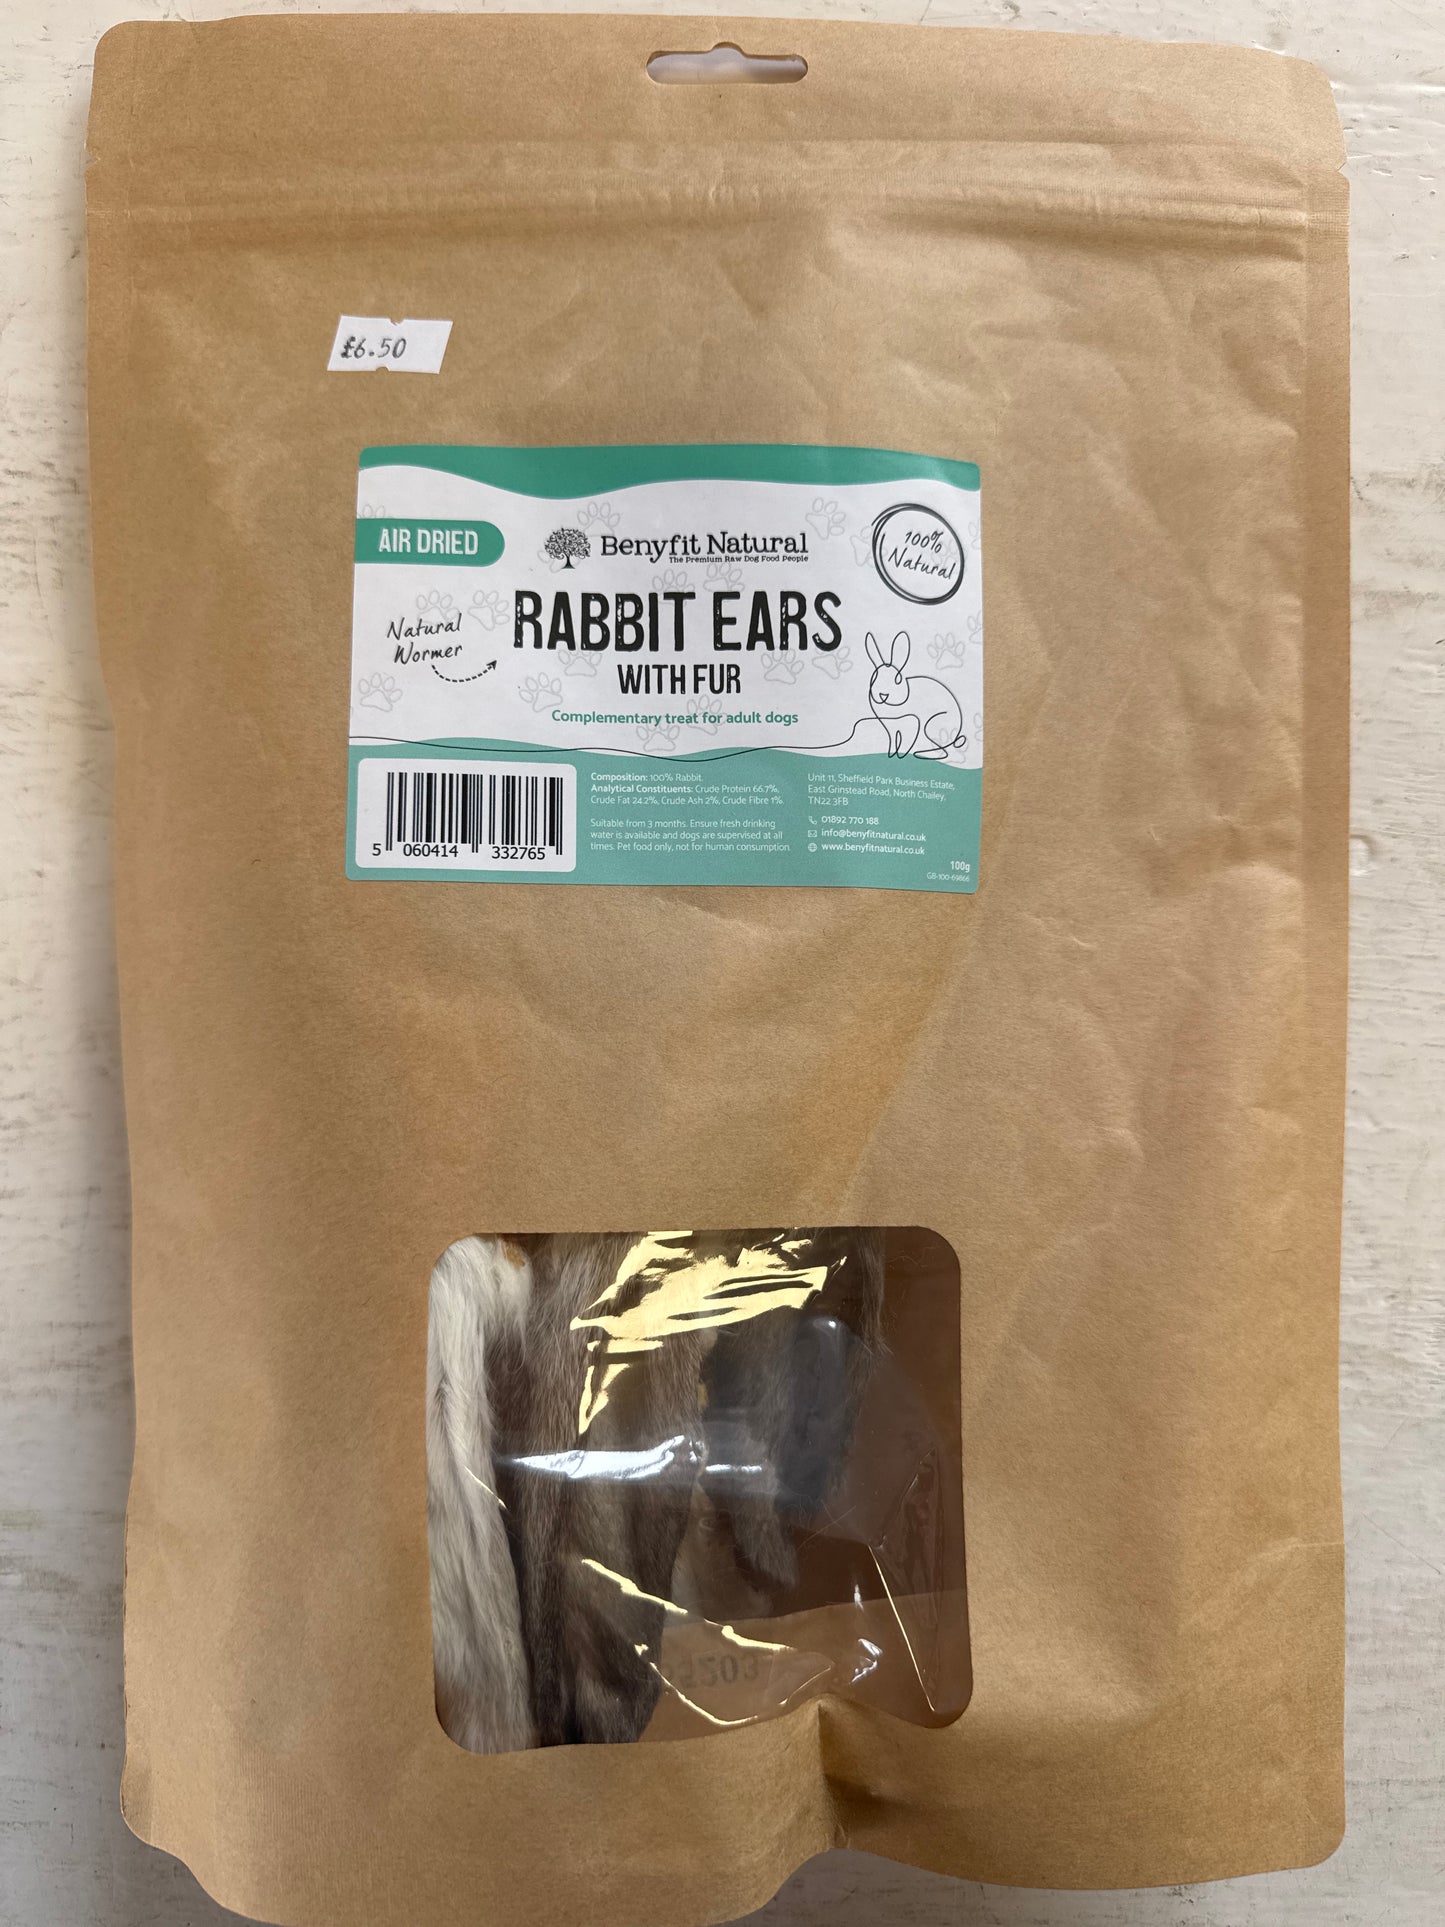 £6.50
AIR DRIED
Benyfit Natural
The Premium Raw Dog Food People
100%
Natural
Natural
Wormer
RABBIT EARS
WITH FUR
Complementary treat for adult dogs
5 060414 332765
Composition: 100% Rabbit.
Analytical Constituents: Crude Protein 66.7%,
Crude Fat 24.2%, Crude Ash 2%, Crude Fibre 1%.
Suitable from 3 months. Ensure fresh drinking
water is available and dogs are supervised at all
times. Pet food only, not for human consumption.
Unit 11, Sheffield Park Business Estate,
East Grinstead Road, North Chailey,
TN22 3FB
01892 770 188
info@benyfitnatural.co.uk
www.benyfitnatural.co.uk
100g
GB-100-69866